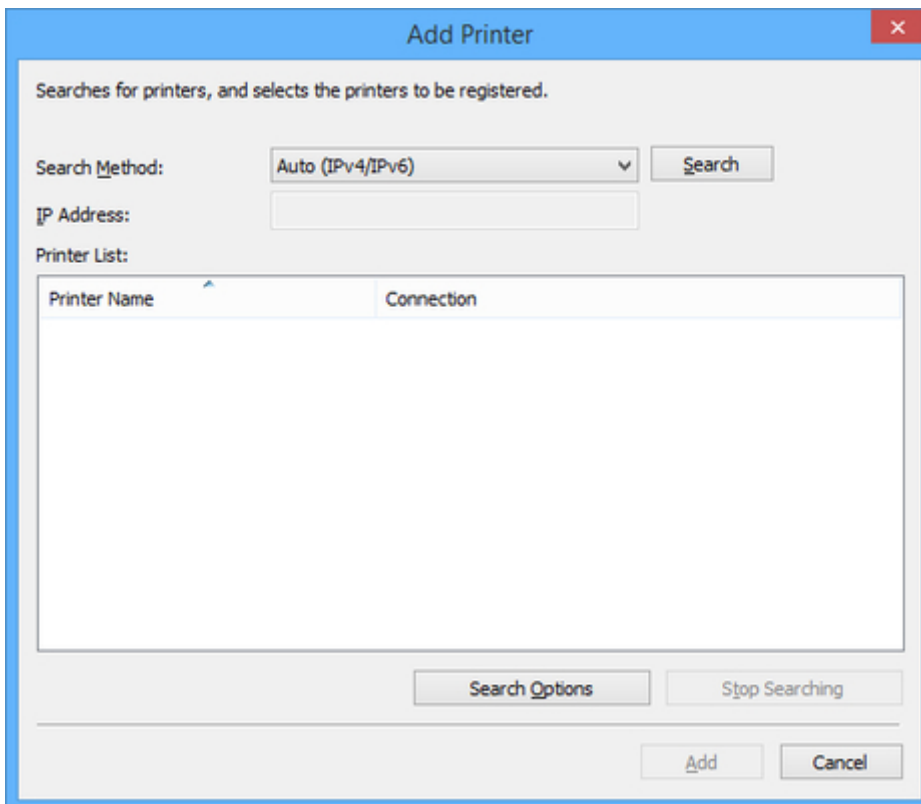 Add Printer
Searches for printers, and selects the printers to be registered.
Search Method: Auto (IPv4/IPv6) Search
IP Address:
Printer List:
Printer Name Connection
Search Options Stop Searching
Add Cancel